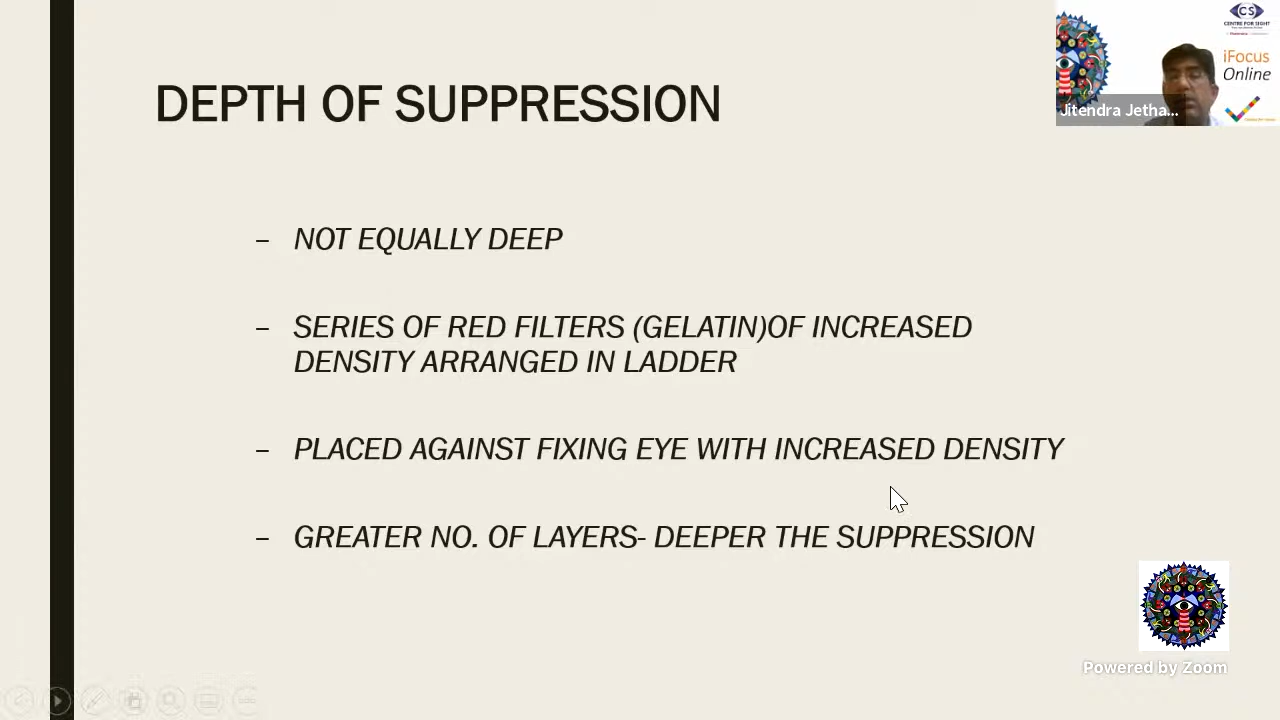 DEPTH OF SUPPRESSION
– NOT EQUALLY DEEP
– SERIES OF RED FILTERS (GELATIN)OF INCREASED
DENSITY ARRANGED IN LADDER
– PLACED AGAINST FIXING EYE WITH INCREASED DENSITY
– GREATER NO. OF LAYERS- DEEPER THE SUPPRESSION
CS
CENTRE FOR SIGHT
iFocus
Online
Jitendra Jetha...
Powered by Zoom